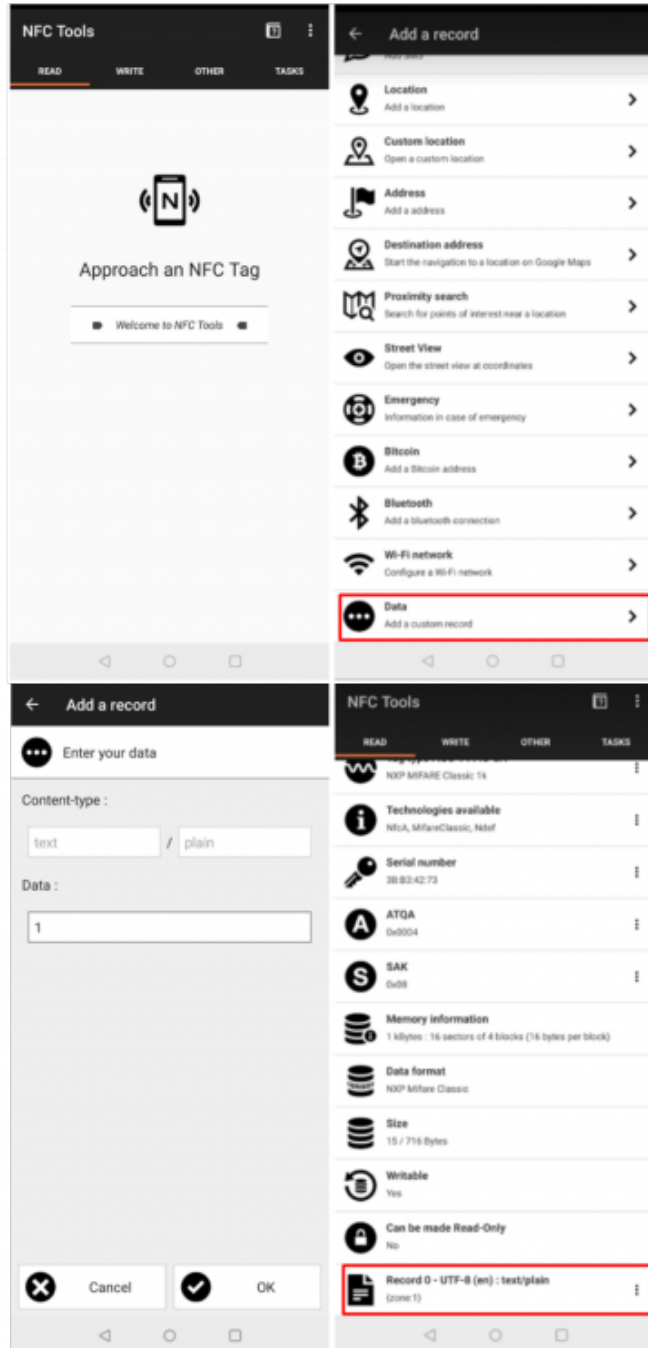 NFC Tools
READ WRITE OTHER TASKS
N
Approach an NFC Tag
Welcome to NFC Tools
Add a record
Location
Add a location
Custom location
Open a custom location
Address
Add a address
Destination address
Start the navigation to a location on Google Maps
Proximity search
Search for points of interest near a location
Street View
Open the street view at coordinates
Emergency
Information in case of emergency
Bitcoin
Add a Bitcoin address
Bluetooth
Add a bluetooth connection
Wi-Fi network
Configure a Wi-Fi network
Data
Add a custom record
Add a record
Enter your data
Content-type :
text / plain
Data :
1
Cancel OK
NFC Tools
READ WRITE OTHER TASKS
NXP MIFARE Classic 1k
Technologies available
NfcA, MifareClassic, Ndef
Serial number
3B:B3:42:73
A ATQA
0x0004
S SAK
0x08
Memory information
1 kBytes : 16 sectors of 4 blocks (16 bytes per block)
Data format
NXP Mifare Classic
Size
15 / 716 Bytes
Writable
Yes
Can be made Read-Only
No
Record 0 - UTF-8 (en) : text/plain
(zone:1)